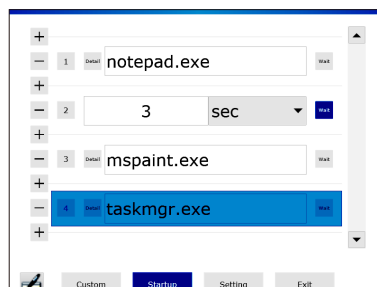 +
− 1 Detail notepad.exe Wait
+
− 2 3 sec Wait
+
− 3 Detail mspaint.exe Wait
+
− 4 Detail taskmgr.exe Wait
+
Custom Startup Setting Exit